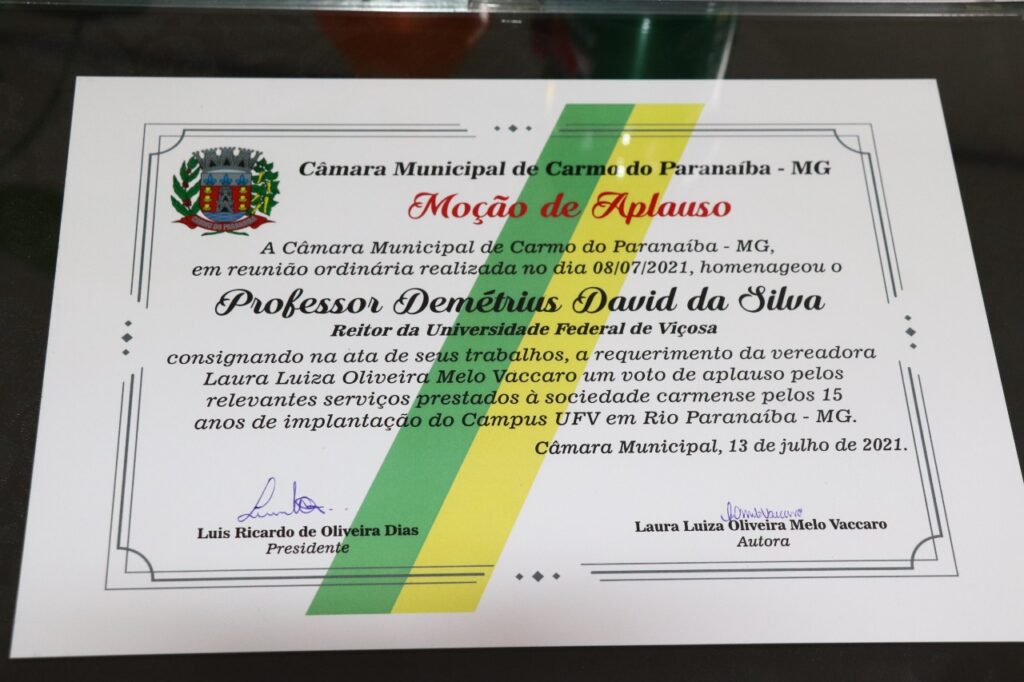 Câmara Municipal de Carmo do Paranaíba - MG
Moção de Aplauso
A Câmara Municipal de Carmo do Paranaíba - MG,
em reunião ordinária realizada no dia 08/07/2021, homenageou o
Professor Demétrius David da Silva
Reitor da Universidade Federal de Viçosa
consignando na ata de seus trabalhos, a requerimento da vereadora
Laura Luiza Oliveira Melo Vaccaro um voto de aplauso pelos
relevantes serviços prestados à sociedade carmense pelos 15
anos de implantação do Campus UFV em Rio Paranaíba - MG.
Câmara Municipal, 13 de julho de 2021.
Luis Ricardo de Oliveira Dias
Presidente
Laura Luiza Oliveira Melo Vaccaro
Autora